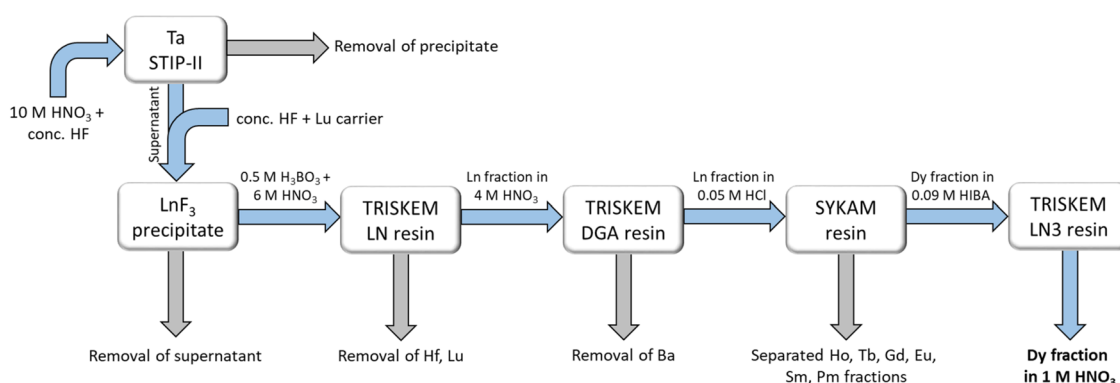 Ta
STIP-II
Removal of precipitate
10 M HNO₃ +
conc. HF
Supernatant
conc. HF + Lu carrier
LnF₃
precipitate
0.5 M H₃BO₃ +
6 M HNO₃
TRISKEM
LN resin
Ln fraction in
4 M HNO₃
TRISKEM
DGA resin
Ln fraction in
0.05 M HCl
SYKAM
resin
Dy fraction in
0.09 M HIBA
TRISKEM
LN3 resin
Removal of supernatant
Removal of Hf, Lu
Removal of Ba
Separated Ho, Tb, Gd, Eu,
Sm, Pm fractions
Dy fraction
in 1 M HNO₃